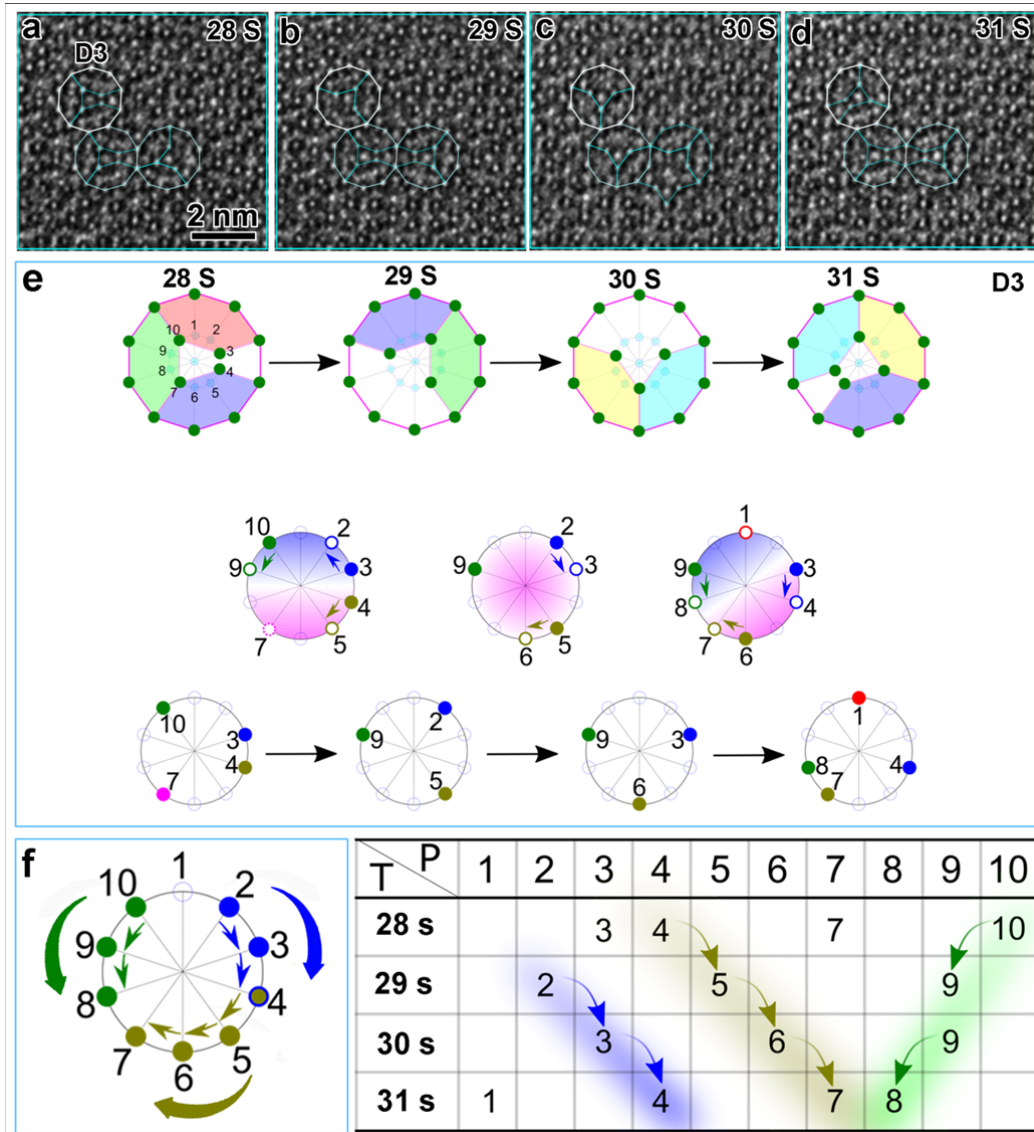 a 28 S
D3
2 nm
b 29 S
c 30 S
d 31 S
e 28 S 29 S 30 S 31 S D3
1 2 3 4 5 6 7 8 9 10
10 2 9 3 4 7 5
2 9 3 5 6
1 9 3 8 4 7 6
10 3 4 7
2 9 5
9 3 6
1 8 7 4
f
1 2 3 4 5 6 7 8 9 10
T P 1 2 3 4 5 6 7 8 9 10
28 s 3 4 7 10
29 s 2 5 9
30 s 3 6 9
31 s 1 4 7 8